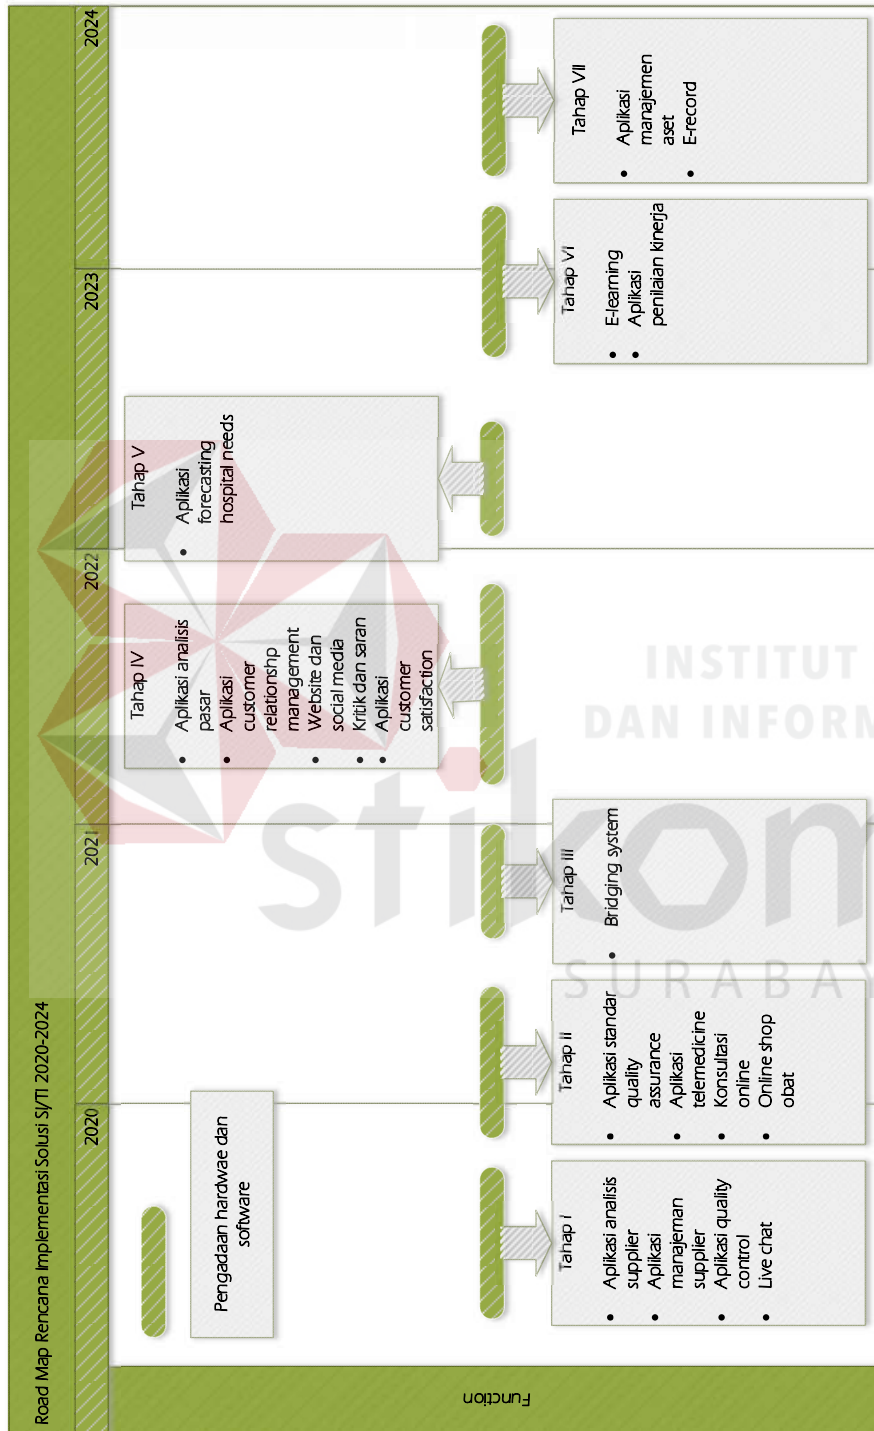 Road Map Rencana Implementasi Solusi SI/TI 2020-2024
2020
2021
2022
2023
2024
Function
Pengadaan hardwae dan
software
Tahap I
• Aplikasi analisis
supplier
• Aplikasi
manajeman
supplier
• Aplikasi quality
control
• Live chat
Tahap II
• Aplikasi standar
quality
assurance
• Aplikasi
telemedicine
• Konsultasi
online
• Online shop
obat
Tahap III
• Bridging system
Tahap IV
• Aplikasi analisis
pasar
• Aplikasi
customer
relationshp
management
• Website dan
social media
• Kritik dan saran
• Aplikasi
customer
satisfaction
Tahap V
• Aplikasi
forecasting
hospital needs
Tahap VI
• E-learning
• Aplikasi
penilaian kinerja
Tahap VII
• Aplikasi
manajemen
aset
• E-record
INSTITUT
DAN INFORM
stikom
SURABAYA